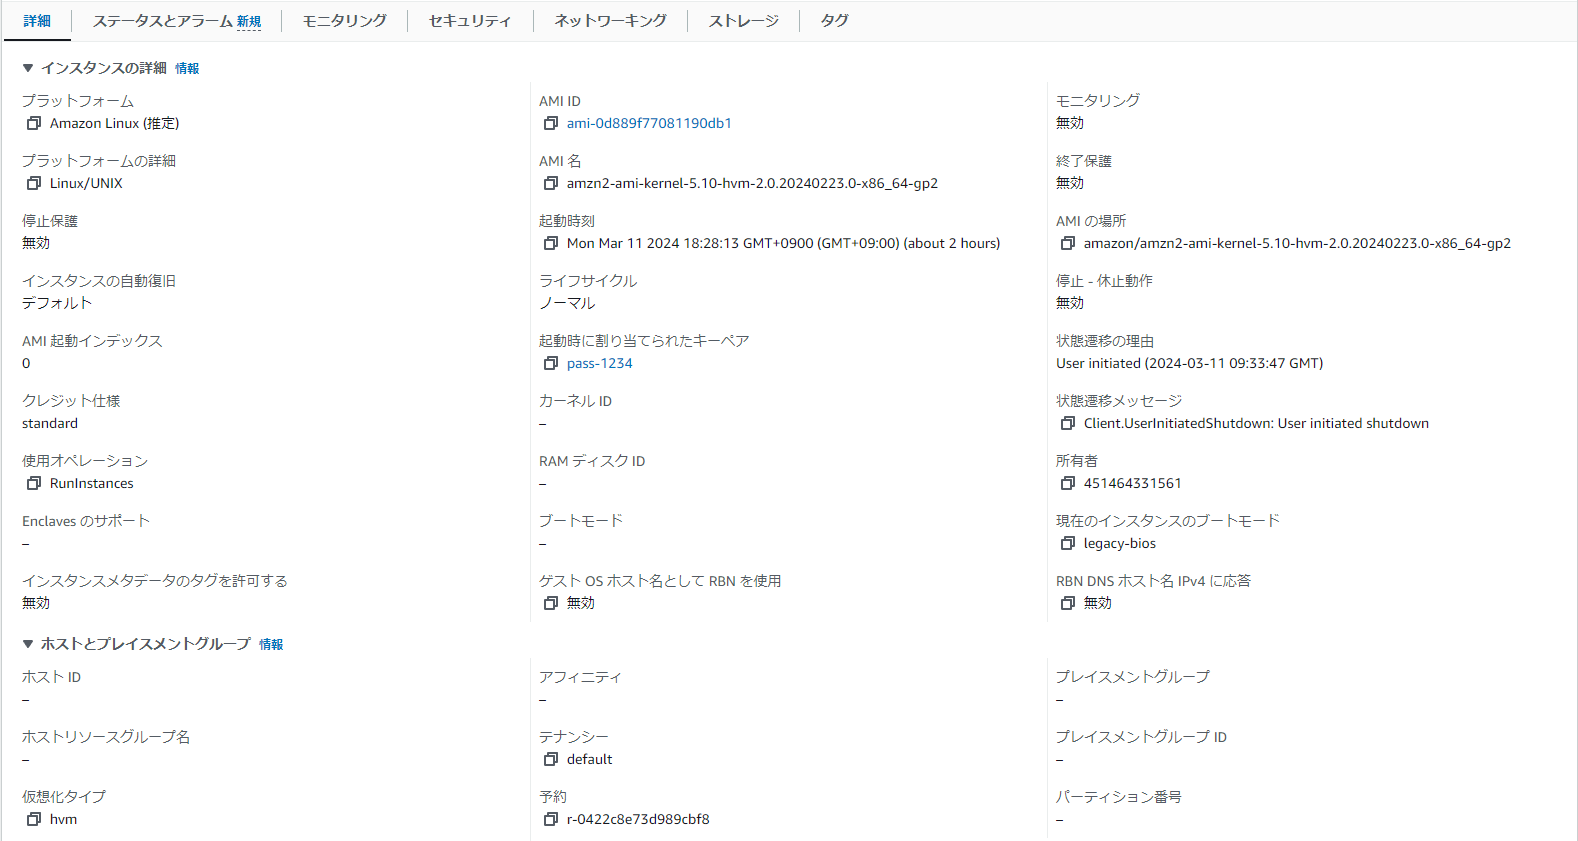 詳細 ステータスとアラーム 新規 モニタリング セキュリティ ネットワーキング ストレージ タグ
▼ インスタンスの詳細 情報
プラットフォーム
Amazon Linux (推定)
AMI ID
ami-0d889f77081190db1
モニタリング
無効
プラットフォームの詳細
Linux/UNIX
AMI 名
amzn2-ami-kernel-5.10-hvm-2.0.20240223.0-x86_64-gp2
終了保護
無効
停止保護
無効
起動時刻
Mon Mar 11 2024 18:28:13 GMT+0900 (GMT+09:00) (about 2 hours)
AMI の場所
amazon/amzn2-ami-kernel-5.10-hvm-2.0.20240223.0-x86_64-gp2
インスタンスの自動復旧
デフォルト
ライフサイクル
ノーマル
停止 - 休止動作
無効
AMI 起動インデックス
0
起動時に割り当てられたキーペア
pass-1234
状態遷移の理由
User initiated (2024-03-11 09:33:47 GMT)
クレジット仕様
standard
カーネル ID
–
状態遷移メッセージ
Client.UserInitiatedShutdown: User initiated shutdown
使用オペレーション
RunInstances
RAM ディスク ID
–
所有者
451464331561
Enclaves のサポート
–
ブートモード
–
現在のインスタンスのブートモード
legacy-bios
インスタンスメタデータのタグを許可する
無効
ゲスト OS ホスト名として RBN を使用
無効
RBN DNS ホスト名 IPv4 に応答
無効
▼ ホストとプレイスメントグループ 情報
ホスト ID
–
アフィニティ
–
プレイスメントグループ
–
ホストリソースグループ名
–
テナンシー
default
プレイスメントグループ ID
–
仮想化タイプ
hvm
予約
r-0422c8e73d989cbf8
パーティション番号
–